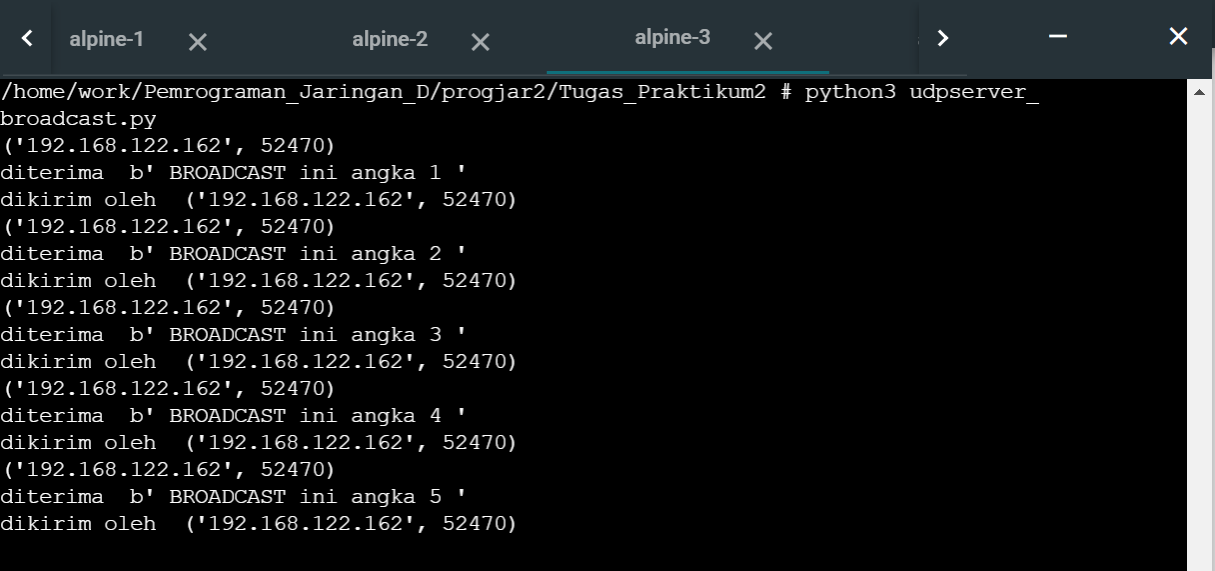 alpine-1 alpine-2 alpine-3
/home/work/Pemrograman_Jaringan_D/progjar2/Tugas_Praktikum2 # python3 udpserver_
broadcast.py
('192.168.122.162', 52470)
diterima  b' BROADCAST ini angka 1 '
dikirim oleh  ('192.168.122.162', 52470)
('192.168.122.162', 52470)
diterima  b' BROADCAST ini angka 2 '
dikirim oleh  ('192.168.122.162', 52470)
('192.168.122.162', 52470)
diterima  b' BROADCAST ini angka 3 '
dikirim oleh  ('192.168.122.162', 52470)
('192.168.122.162', 52470)
diterima  b' BROADCAST ini angka 4 '
dikirim oleh  ('192.168.122.162', 52470)
('192.168.122.162', 52470)
diterima  b' BROADCAST ini angka 5 '
dikirim oleh  ('192.168.122.162', 52470)